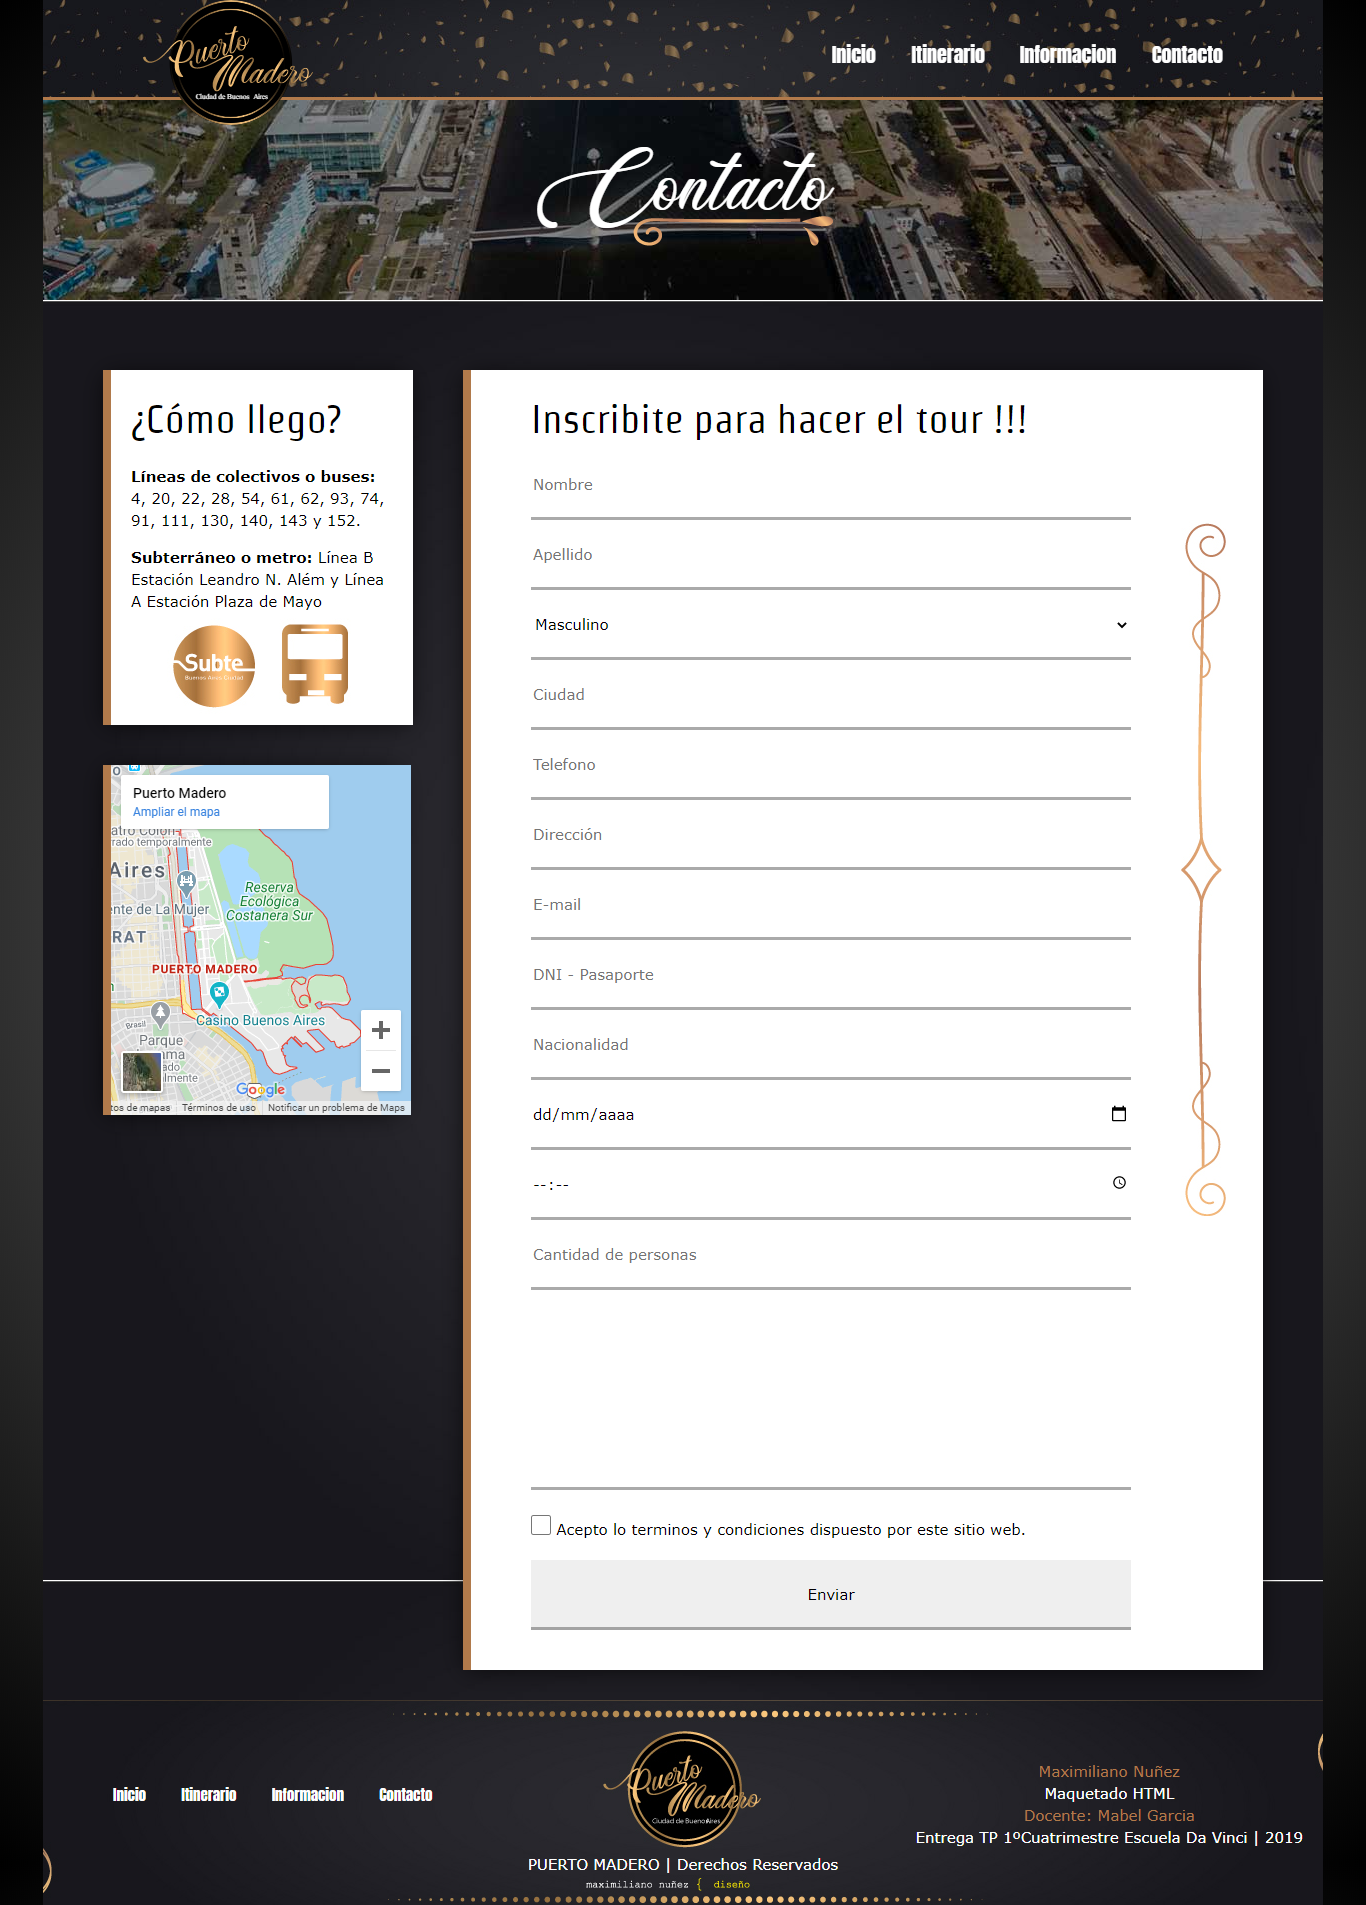 Puerto
Madero
Ciudad de Buenos Aires
Inicio Itinerario Informacion Contacto
Contacto
¿Cómo llego?
Líneas de colectivos o buses:
4, 20, 22, 28, 54, 61, 62, 93, 74,
91, 111, 130, 140, 143 y 152.
Subterráneo o metro: Línea B
Estación Leandro N. Além y Línea
A Estación Plaza de Mayo
Subte
Buenos Aires Ciudad
Puerto Madero
Ampliar el mapa
atro Colón
rado temporalmente
Aires
Reserva
Ecológica
Costanera Sur
ente de La Mujer
RAT
PUERTO MADERO
Casino Buenos Aires
Brasil
Parque
ama
ado
lmente
Google
tos de mapas Términos de uso Notificar un problema de Maps
Inscribite para hacer el tour !!!
Nombre
Apellido
Masculino
Ciudad
Telefono
Dirección
E-mail
DNI - Pasaporte
Nacionalidad
dd/mm/aaaa
--:--
Cantidad de personas
Acepto lo terminos y condiciones dispuesto por este sitio web.
Enviar
Inicio Itinerario Informacion Contacto
Puerto
Madero
Ciudad de Buenos Aires
PUERTO MADERO | Derechos Reservados
maximiliano nuñez { diseño
Maximiliano Nuñez
Maquetado HTML
Docente: Mabel Garcia
Entrega TP 1ºCuatrimestre Escuela Da Vinci | 2019